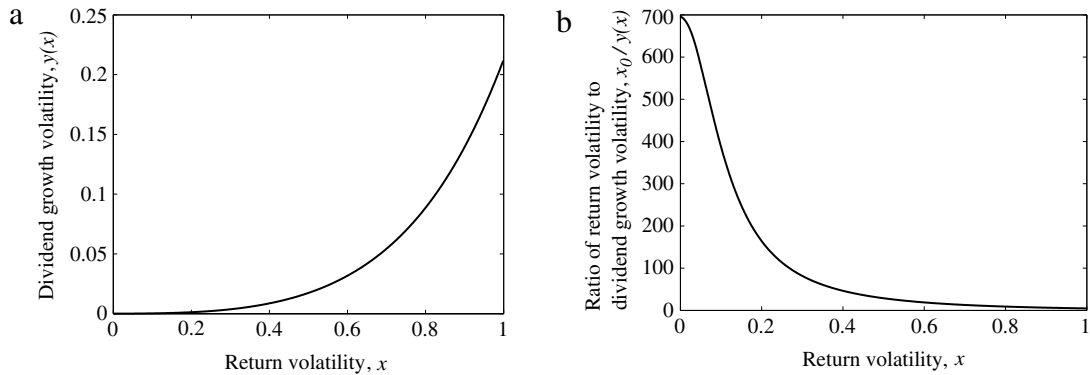 a
0.25
0.2
0.15
0.1
0.05
0
0 0.2 0.4 0.6 0.8 1
Dividend growth volatility, y(x)
Return volatility, x
b
700
600
500
400
300
200
100
0
0 0.2 0.4 0.6 0.8 1
Ratio of return volatility to
dividend growth volatility, x0/y(x)
Return volatility, x